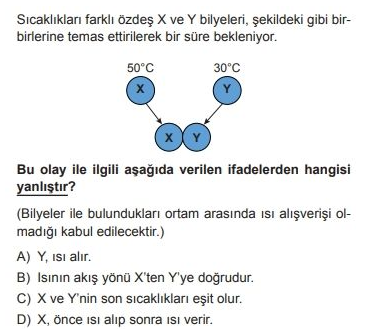 Sıcaklıkları farklı özdeş X ve Y bilyeleri, şekildeki gibi bir-
birlerine temas ettirilerek bir süre bekleniyor.
50°C 30°C
X Y
X Y
Bu olay ile ilgili aşağıda verilen ifadelerden hangisi
yanlıştır?
(Bilyeler ile bulundukları ortam arasında ısı alışverişi ol-
madığı kabul edilecektir.)
A) Y, ısı alır.
B) Isının akış yönü X'ten Y'ye doğrudur.
C) X ve Y'nin son sıcaklıkları eşit olur.
D) X, önce ısı alıp sonra ısı verir.